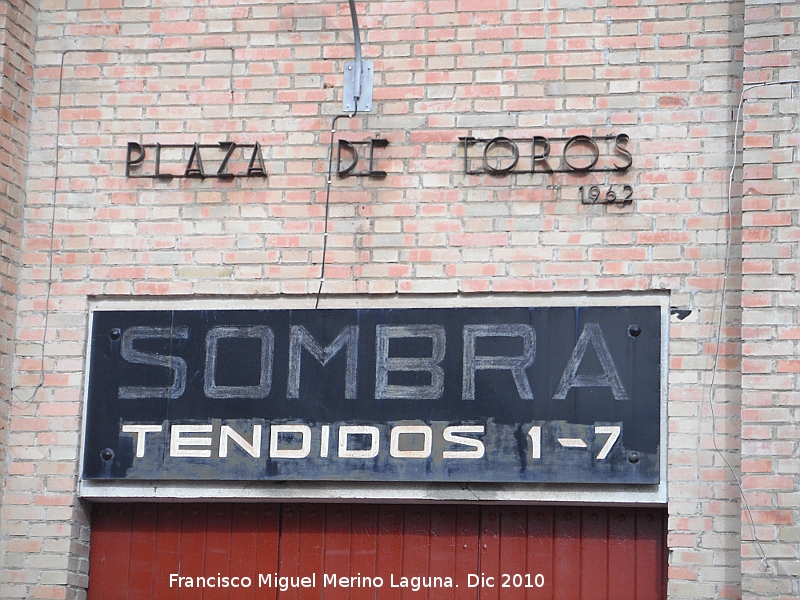 PLAZA DE TOROS
1962
SOMBRA
TENDIDOS 1-7
Francisco Miguel Merino Laguna. Dic 2010